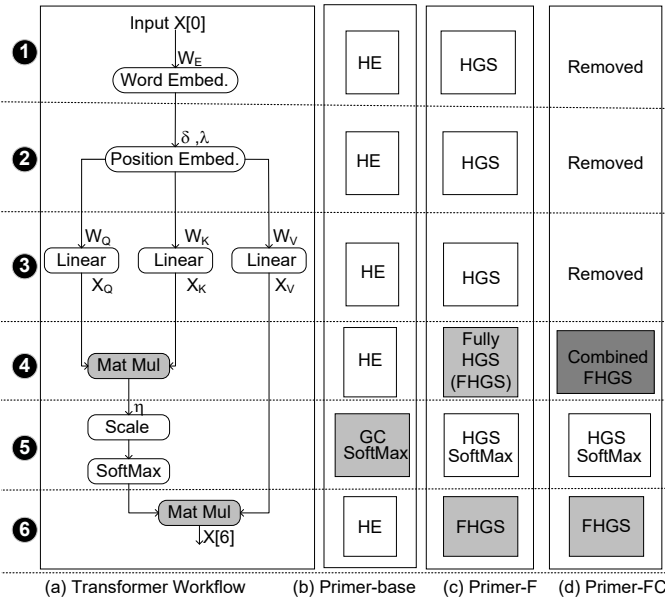 Input X[0]
1
W_E
HE
HGS
Removed
Word Embed.
δ ,λ
2
Position Embed.
HE
HGS
Removed
W_Q
W_K
W_V
3
Linear
Linear
Linear
HE
HGS
Removed
X_Q
X_K
X_V
4
Mat Mul
HE
Fully
HGS
(FHGS)
Combined
FHGS
η
5
Scale
SoftMax
GC
SoftMax
HGS
SoftMax
HGS
SoftMax
6
Mat Mul
HE
FHGS
FHGS
X[6]
(a) Transformer Workflow
(b) Primer-base
(c) Primer-F
(d) Primer-FC